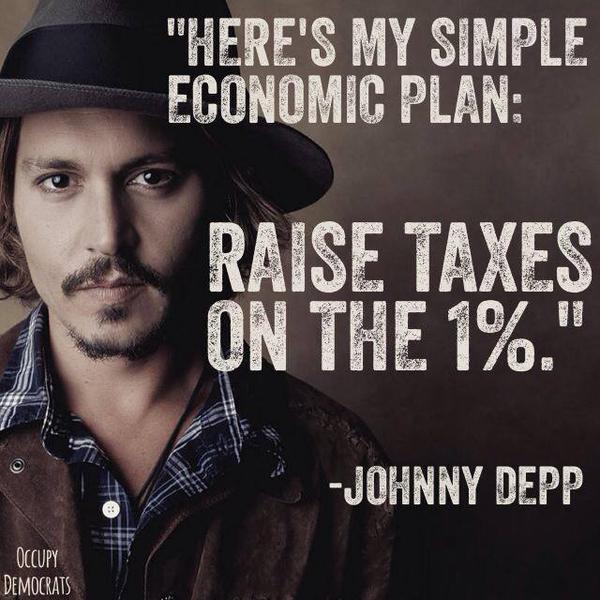 "HERE'S MY SIMPLE
ECONOMIC PLAN:
RAISE TAXES
ON THE 1%."
-JOHNNY DEPP
OCCUPY
DEMOCRATS